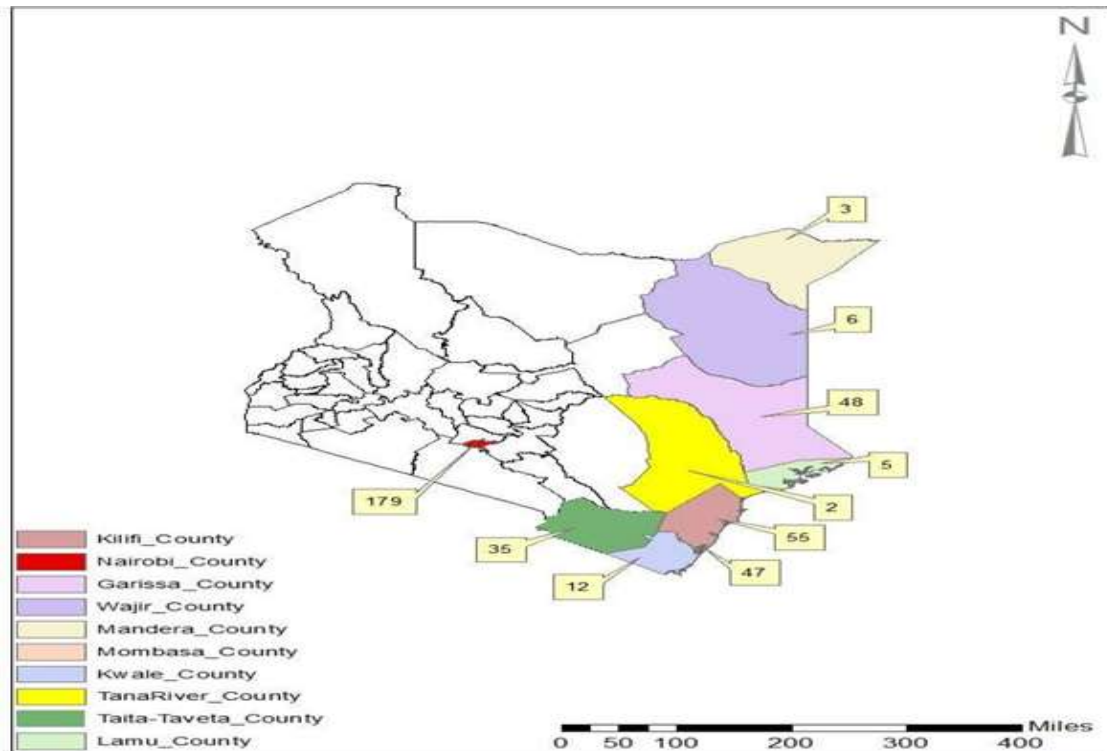 N
3
6
48
5
179
2
55
35
47
12
Kilifi_County
Nairobi_County
Garissa_County
Wajir_County
Mandera_County
Mombasa_County
Kwale_County
TanaRiver_County
Taita-Taveta_County
Lamu_County
Miles
0 50 100 200 300 400